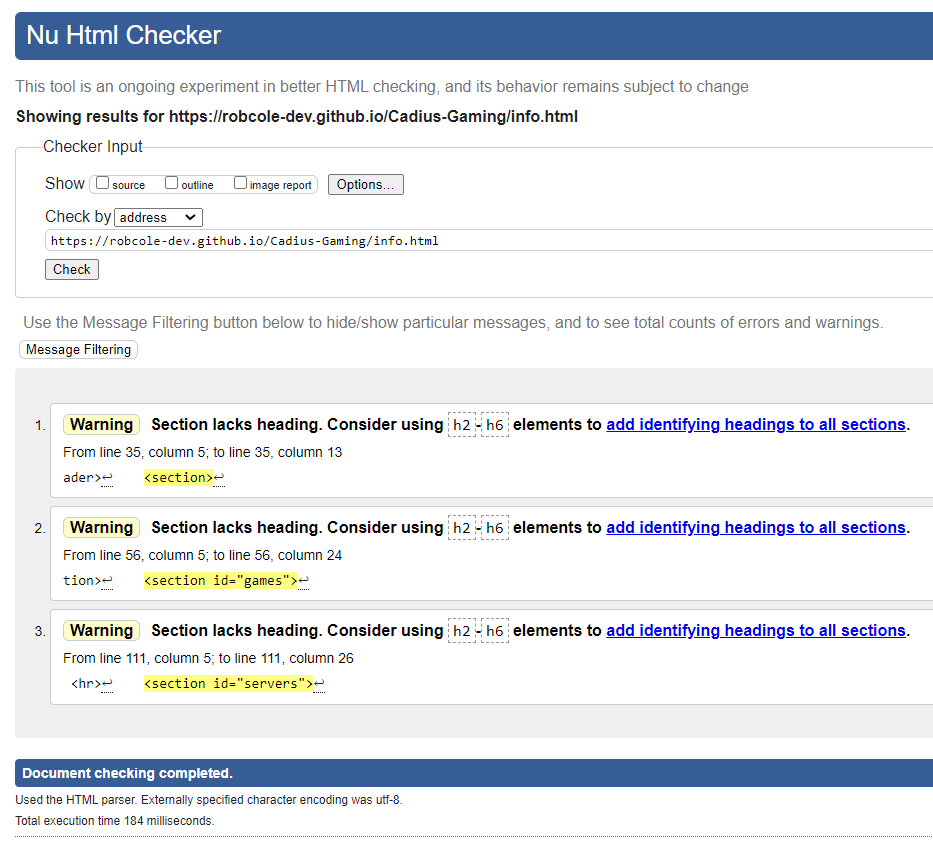 Nu Html Checker
This tool is an ongoing experiment in better HTML checking, and its behavior remains subject to change
Showing results for https://robcole-dev.github.io/Cadius-Gaming/info.html
Checker Input
Show source outline image report Options...
Check by address
https://robcole-dev.github.io/Cadius-Gaming/info.html
Check
Use the Message Filtering button below to hide/show particular messages, and to see total counts of errors and warnings.
Message Filtering
1. Warning Section lacks heading. Consider using h2-h6 elements to add identifying headings to all sections.
From line 35, column 5; to line 35, column 13
ader>↩ <section>↩
2. Warning Section lacks heading. Consider using h2-h6 elements to add identifying headings to all sections.
From line 56, column 5; to line 56, column 24
tion>↩ <section id="games">↩
3. Warning Section lacks heading. Consider using h2-h6 elements to add identifying headings to all sections.
From line 111, column 5; to line 111, column 26
<hr>↩ <section id="servers">↩
Document checking completed.
Used the HTML parser. Externally specified character encoding was utf-8.
Total execution time 184 milliseconds.